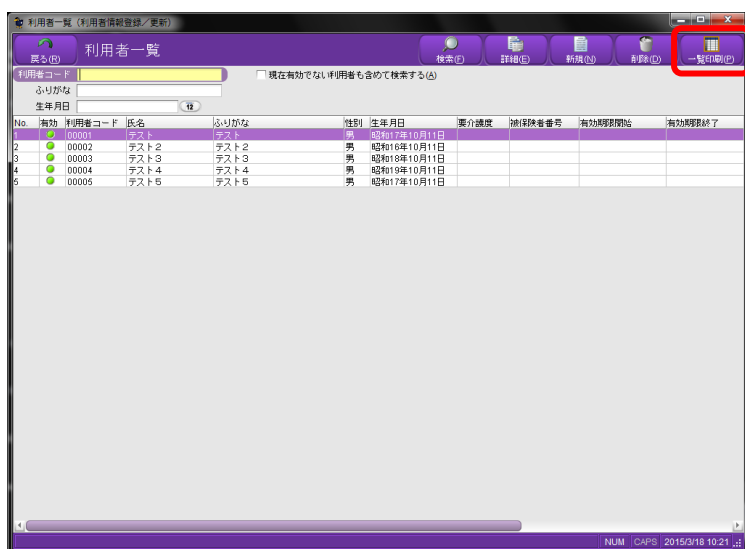 利用者一覧 (利用者情報登録/更新)
戻る(R) 利用者一覧 検索(F) 詳細(E) 新規(N) 削除(D) 一覧印刷(P)
利用者コード 現在有効でない利用者も含めて検索する(A)
ふりがな
生年月日 12
No. 有効 利用者コード 氏名 ふりがな 性別 生年月日 要介護度 被保険者番号 有効期限開始 有効期限終了
1 00001 テスト テスト 男 昭和17年10月11日
2 00002 テスト2 テスト2 男 昭和16年10月11日
3 00003 テスト3 テスト3 男 昭和18年10月11日
4 00004 テスト4 テスト4 男 昭和19年10月11日
5 00005 テスト5 テスト5 男 昭和17年10月11日
NUM CAPS 2015/3/18 10:21